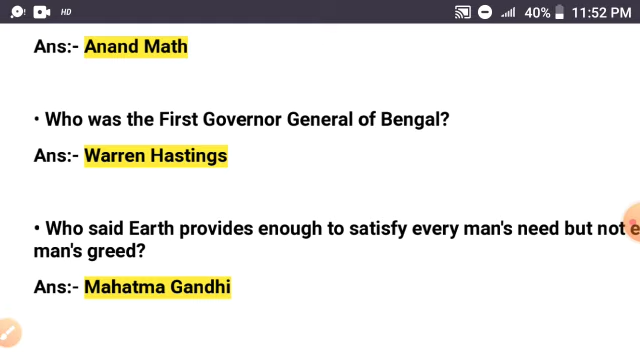 HD 40% 11:52 PM
Ans:- Anand Math
• Who was the First Governor General of Bengal?
Ans:- Warren Hastings
• Who said Earth provides enough to satisfy every man's need but not e
man's greed?
Ans:- Mahatma Gandhi